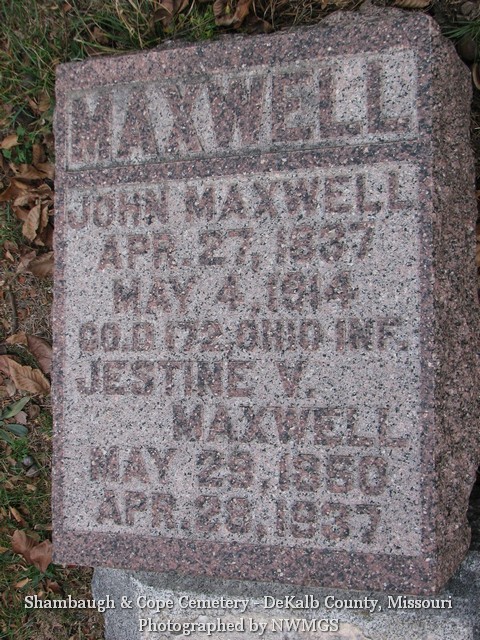 MAXWELL
JOHN MAXWELL
APR. 27, 1837
MAY 4, 1914
CO. D 172. OHIO INF.
JESTINE V.
MAXWELL
MAY 29, 1850
APR. 20, 1937
Shambaugh & Cope Cemetery - DeKalb County, Missouri
Photographed by NWMGS